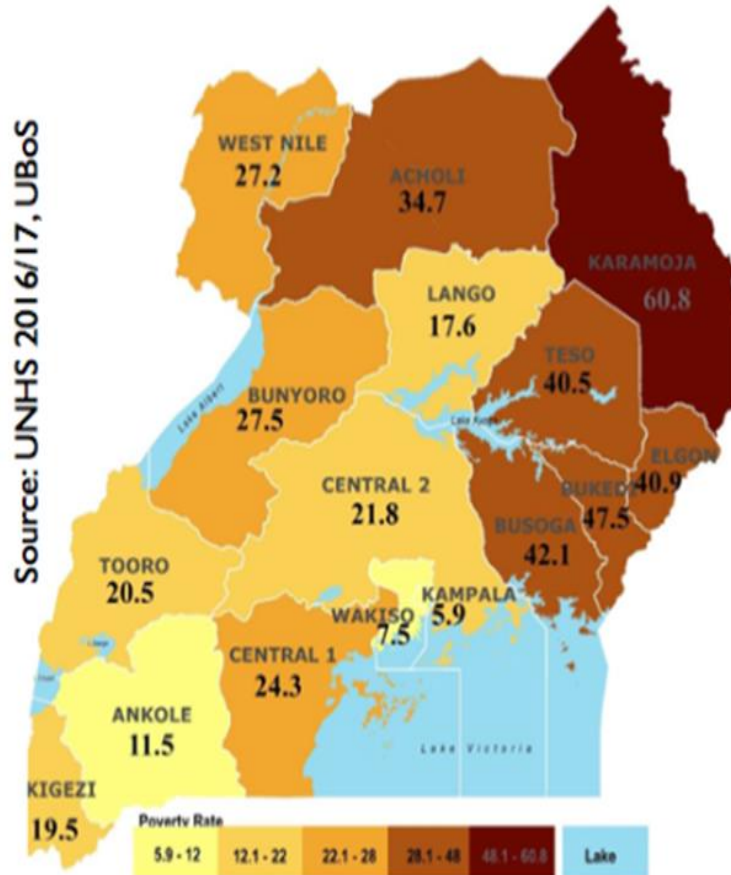 Source: UNHS 2016/17, UBoS
WEST NILE
27.2
ACHOLI
34.7
KARAMOJA
60.8
LANGO
17.6
TESO
40.5
Lake Albert
BUNYORO
27.5
Lake Kyoga
ELGON
40.9
CENTRAL 2
21.8
BUKEDI
47.5
BUSOGA
42.1
TOORO
20.5
KAMPALA
5.9
WAKISO
7.5
CENTRAL 1
24.3
ANKOLE
11.5
Lake Victoria
KIGEZI
19.5
Poverty Rate
5.9 - 12
12.1 - 22
22.1 - 28
28.1 - 48
48.1 - 60.8
Lake